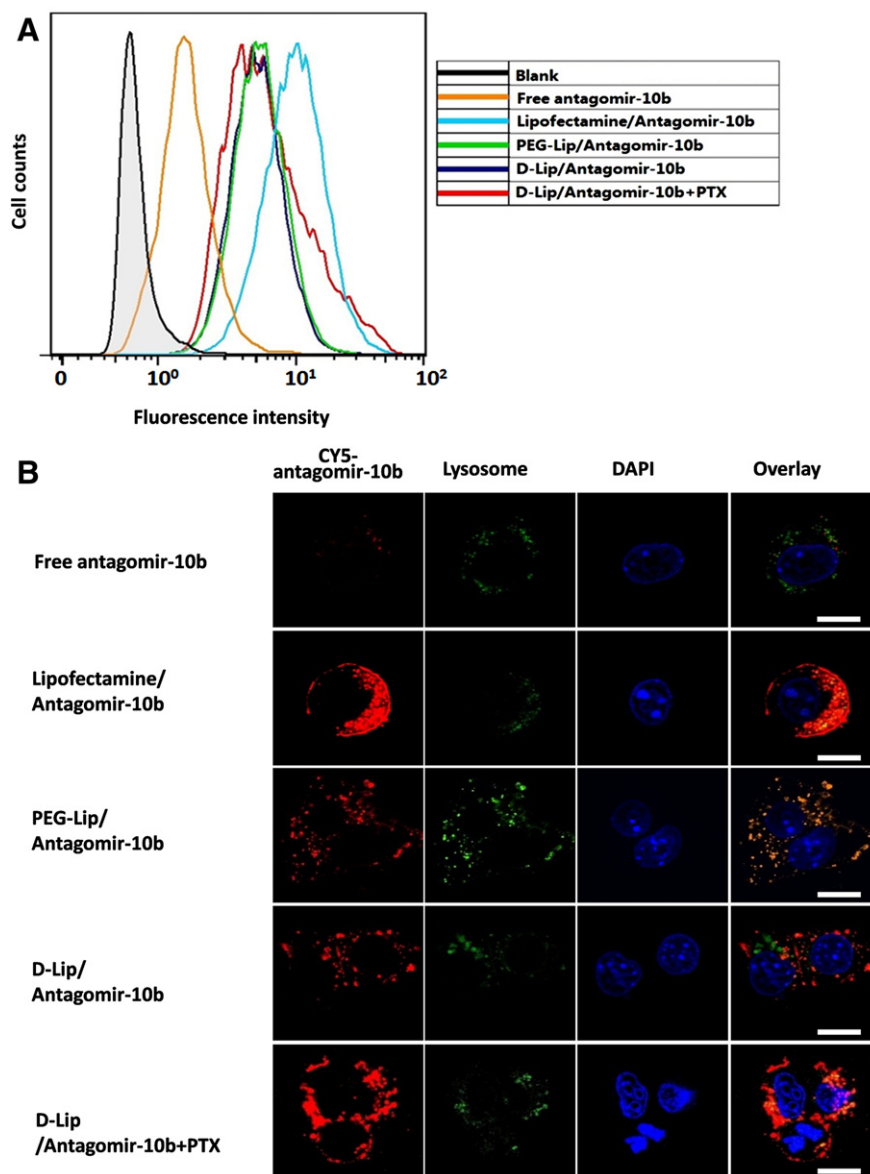 A
Cell counts
Blank
Free antagomir-10b
Lipofectamine/Antagomir-10b
PEG-Lip/Antagomir-10b
D-Lip/Antagomir-10b
D-Lip/Antagomir-10b+PTX
0 10⁰ 10¹ 10²
Fluorescence intensity
B
CY5-
antagomir-10b
Lysosome
DAPI
Overlay
Free antagomir-10b
Lipofectamine/
Antagomir-10b
PEG-Lip/
Antagomir-10b
D-Lip/
Antagomir-10b
D-Lip
/Antagomir-10b+PTX